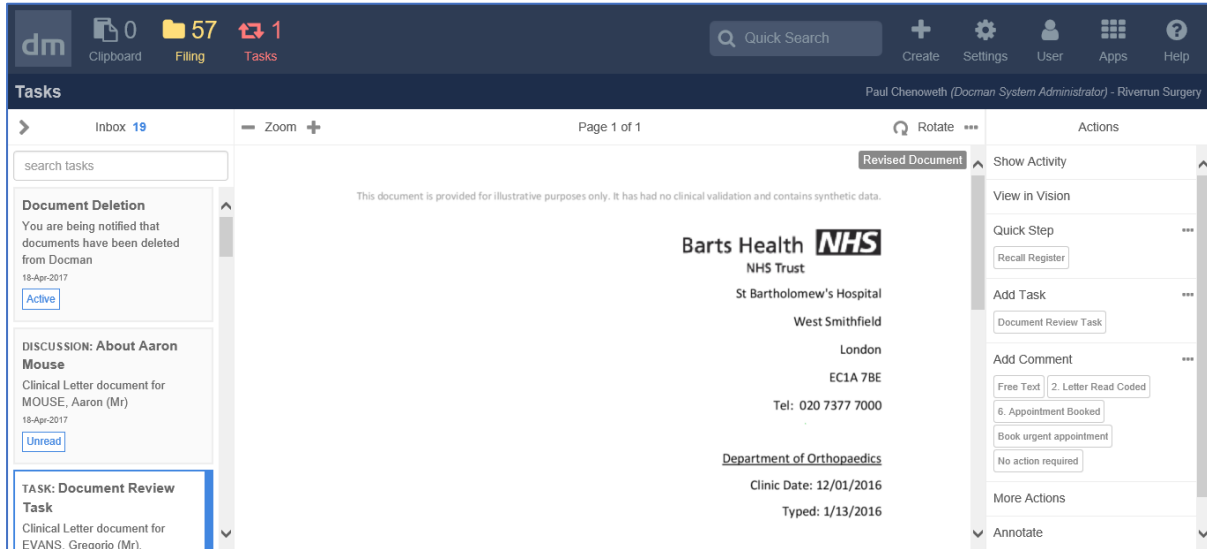 dm
0
Clipboard
57
Filing
1
Tasks
Quick Search
Create
Settings
User
Apps
Help
Tasks
Paul Chenoweth (Docman System Administrator) - Riverrun Surgery
Inbox 19
Zoom
Page 1 of 1
Rotate
Actions
search tasks
Document Deletion
You are being notified that
documents have been deleted
from Docman
18-Apr-2017
Active
DISCUSSION: About Aaron
Mouse
Clinical Letter document for
MOUSE, Aaron (Mr)
18-Apr-2017
Unread
TASK: Document Review
Task
Clinical Letter document for
EVANS, Gregorio (Mr),
Revised Document
This document is provided for illustrative purposes only. It has had no clinical validation and contains synthetic data.
Barts Health NHS
NHS Trust
St Bartholomew's Hospital
West Smithfield
London
EC1A 7BE
Tel: 020 7377 7000
Department of Orthopaedics
Clinic Date: 12/01/2016
Typed: 1/13/2016
Show Activity
View in Vision
Quick Step
Recall Register
Add Task
Document Review Task
Add Comment
Free Text 2. Letter Read Coded
6. Appointment Booked
Book urgent appointment
No action required
More Actions
Annotate